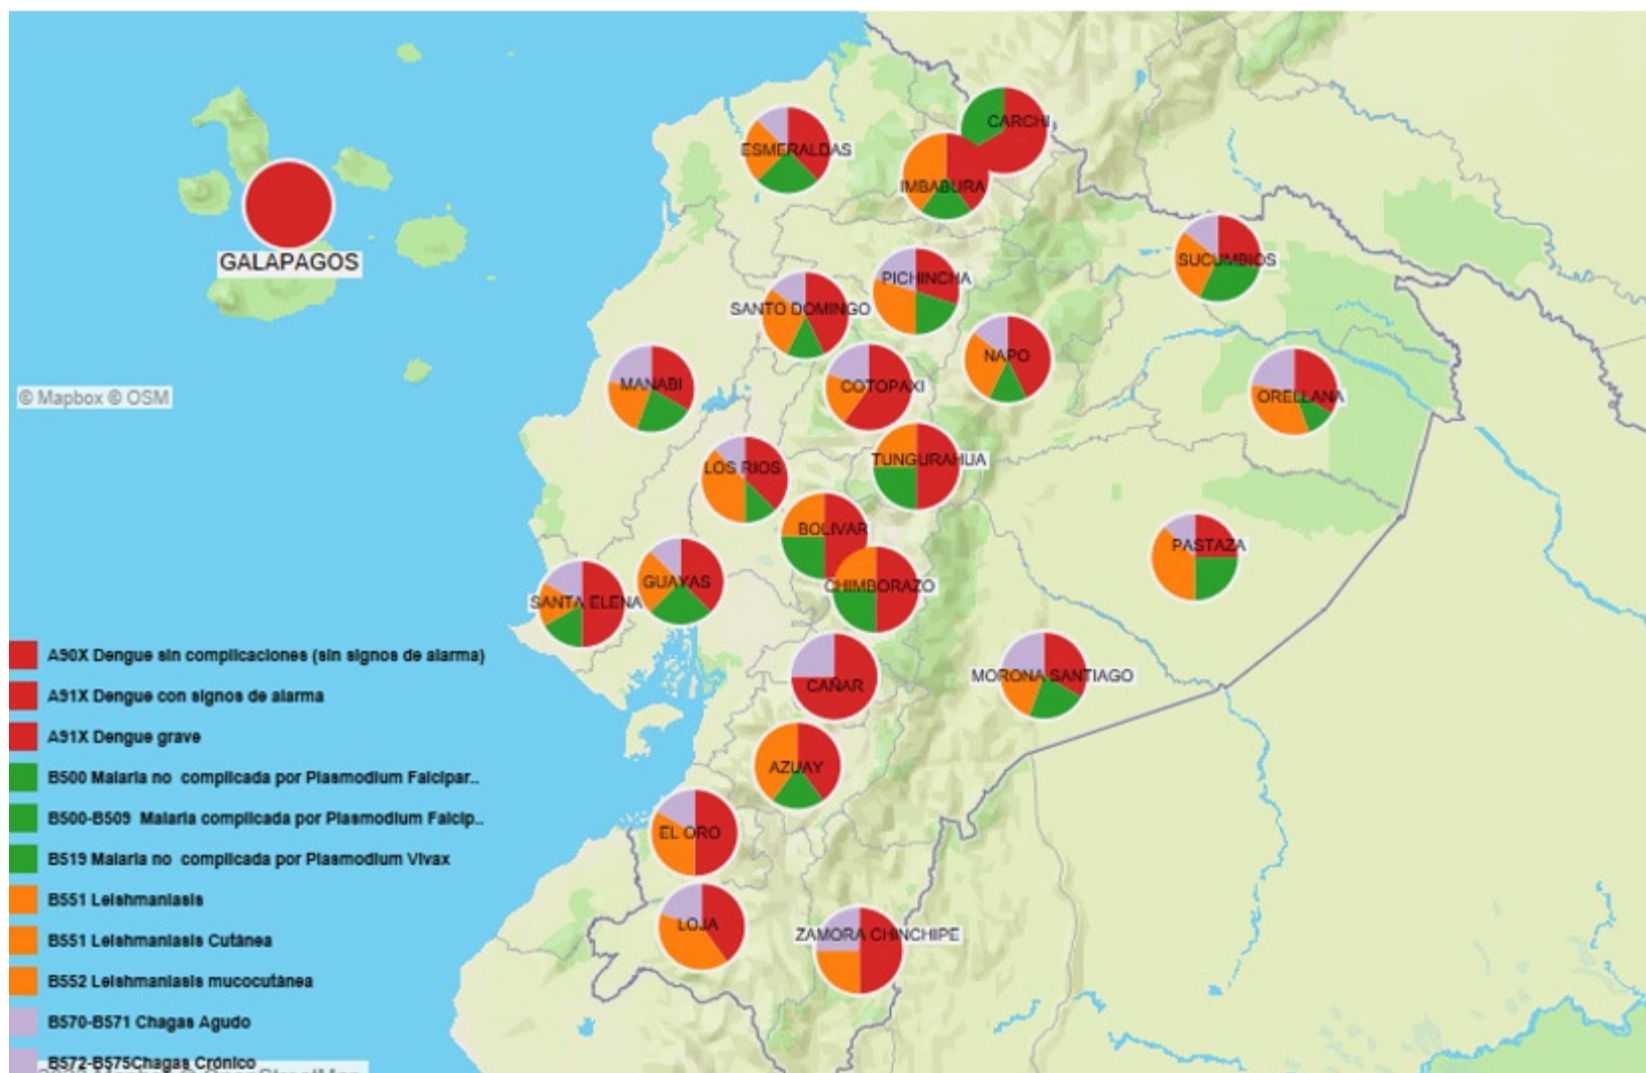 CARCHI
ESMERALDAS
IMBABURA
GALAPAGOS
SUCUMBIOS
PICHINCHA
SANTO DOMINGO
NAPO
MANABI
COTOPAXI
ORELLANA
© Mapbox © OSM
TUNGURAHUA
LOS RIOS
BOLIVAR
PASTAZA
GUAYAS
CHIMBORAZO
SANTA ELENA
MORONA SANTIAGO
CAÑAR
AZUAY
EL ORO
LOJA
ZAMORA CHINCHIPE
A90X Dengue sin complicaciones (sin signos de alarma)
A91X Dengue con signos de alarma
A91X Dengue grave
B500 Malaria no complicada por Plasmodium Falcipar..
B500-B509 Malaria complicada por Plasmodium Falcip..
B519 Malaria no complicada por Plasmodium Vivax
B551 Leishmaniasis
B551 Leishmaniasis Cutánea
B552 Leishmaniasis mucocutánea
B570-B571 Chagas Agudo
B572-B575Chagas Crónico